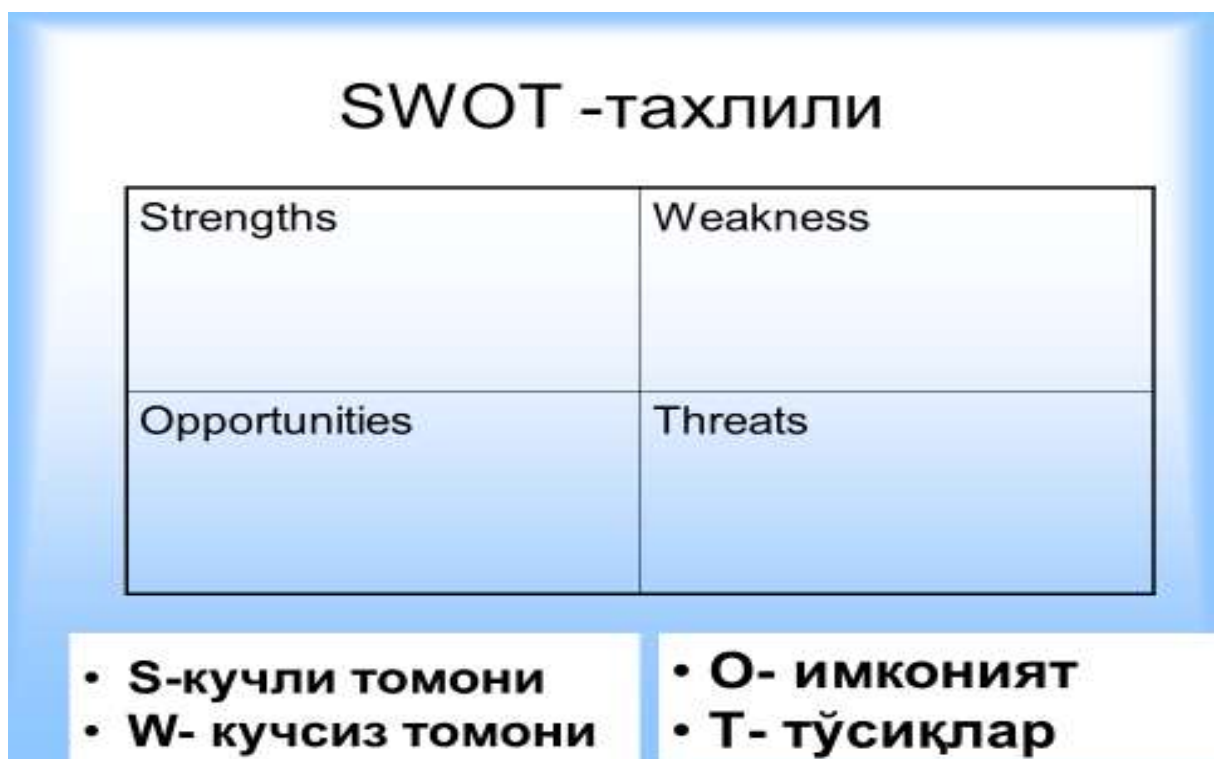 SWOT -тахлили
Strengths
Weakness
Opportunities
Threats
• S-кучли томони
• W- кучсиз томони
• O- имконият
• T- тўсиқлар